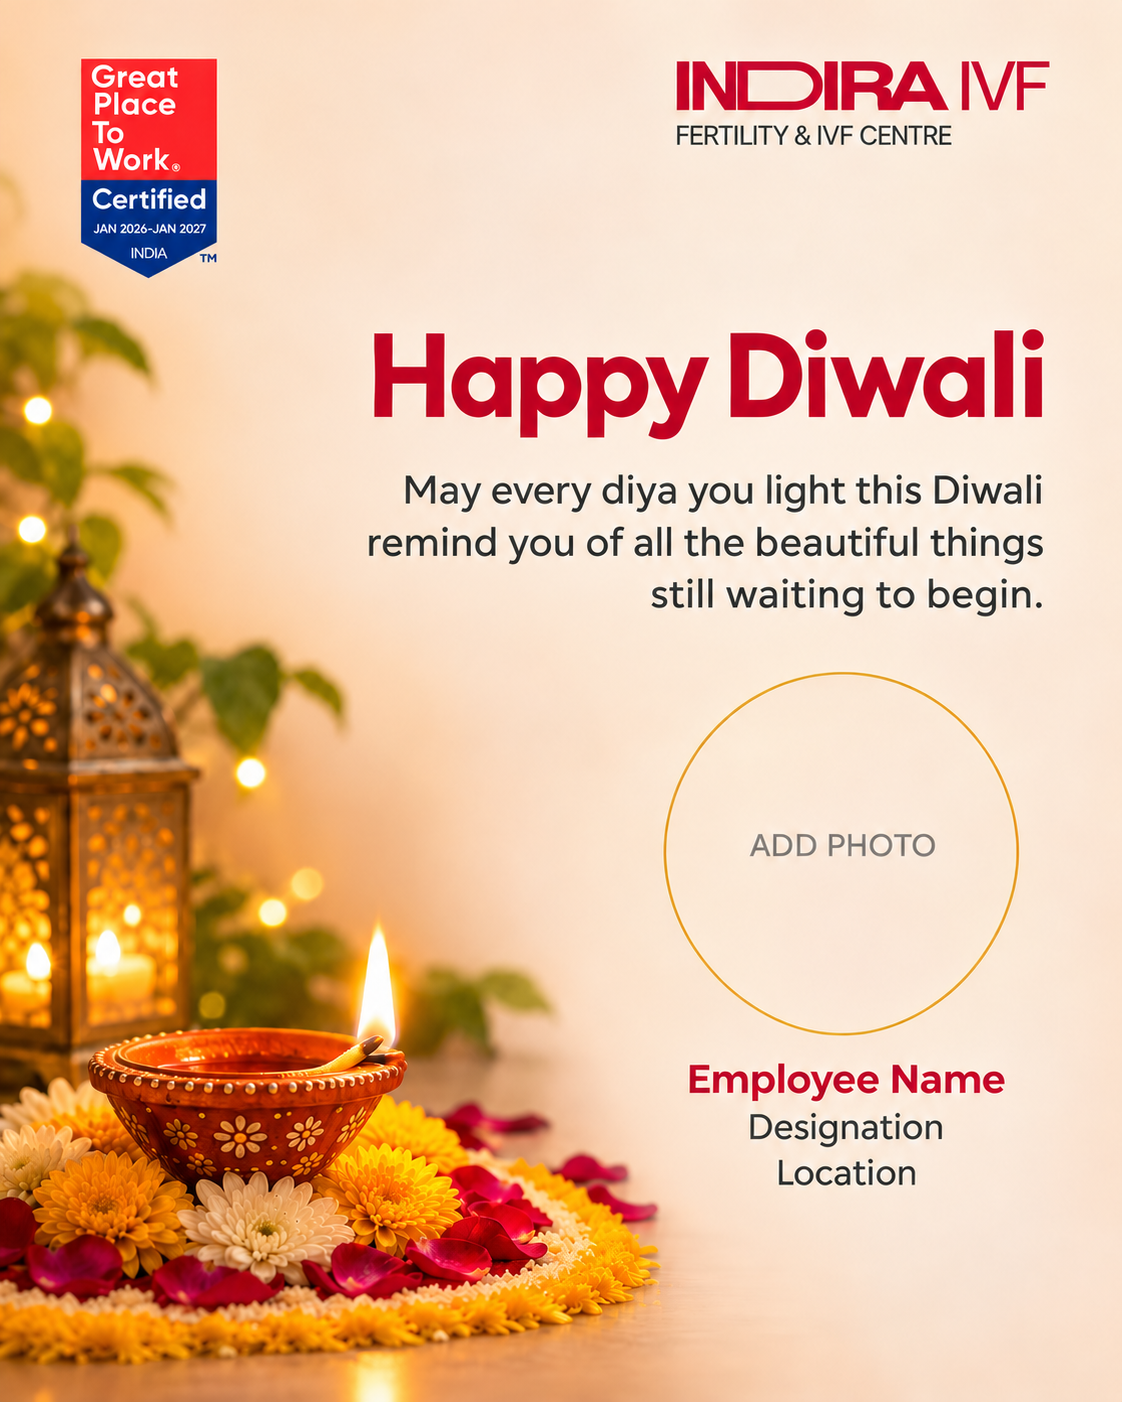 Great
Place
To
Work®
Certified
JAN 2026-JAN 2027
INDIA
TM
INDIRA IVF
FERTILITY & IVF CENTRE
Happy Diwali
May every diya you light this Diwali
remind you of all the beautiful things
still waiting to begin.
ADD PHOTO
Employee Name
Designation
Location